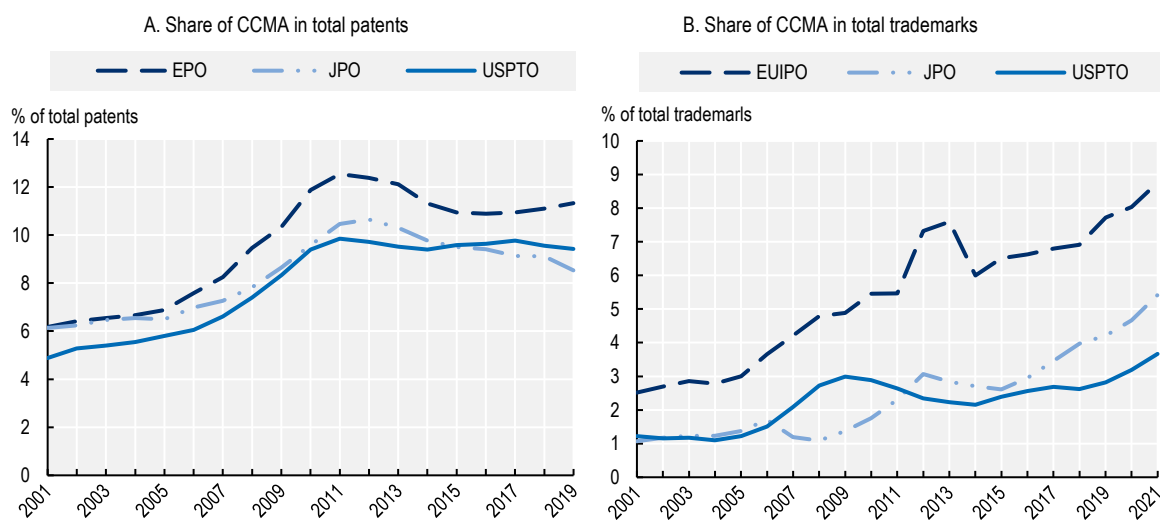 A. Share of CCMA in total patents
EPO JPO USPTO
% of total patents
14
12
10
8
6
4
2
0
2001 2003 2005 2007 2009 2011 2013 2015 2017 2019
B. Share of CCMA in total trademarks
EUIPO JPO USPTO
% of total trademarls
10
9
8
7
6
5
4
3
2
1
0
2001 2003 2005 2007 2009 2011 2013 2015 2017 2019 2021